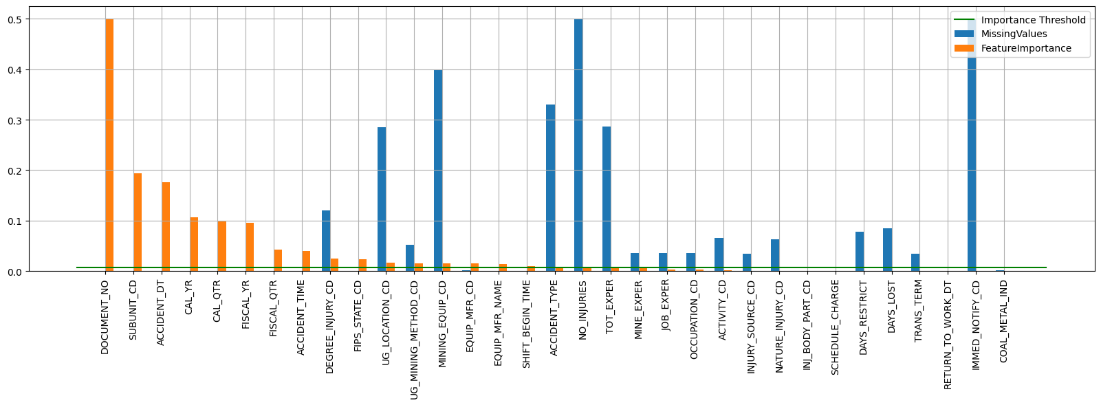 0.5
0.4
0.3
0.2
0.1
0.0
Importance Threshold
MissingValues
FeatureImportance
DOCUMENT_NO
SUBUNIT_CD
ACCIDENT_DT
CAL_YR
CAL_QTR
FISCAL_YR
FISCAL_QTR
ACCIDENT_TIME
DEGREE_INJURY_CD
FIPS_STATE_CD
UG_LOCATION_CD
UG_MINING_METHOD_CD
MINING_EQUIP_CD
EQUIP_MFR_CD
EQUIP_MFR_NAME
SHIFT_BEGIN_TIME
ACCIDENT_TYPE
NO_INJURIES
TOT_EXPER
MINE_EXPER
JOB_EXPER
OCCUPATION_CD
ACTIVITY_CD
INJURY_SOURCE_CD
NATURE_INJURY_CD
INJ_BODY_PART_CD
SCHEDULE_CHARGE
DAYS_RESTRICT
DAYS_LOST
TRANS_TERM
RETURN_TO_WORK_DT
IMMED_NOTIFY_CD
COAL_METAL_IND